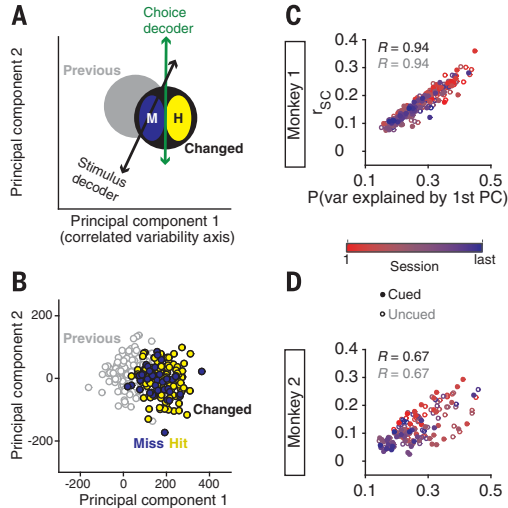 A
Choice
decoder
Principal component 2
Previous
M
H
Changed
Stimulus
decoder
Principal component 1
(correlated variability axis)
B
Principal component 2
200
0
-200
Previous
Changed
Miss Hit
-200
0
200
400
Principal component 1
C
Monkey 1
rSC
0.4
0.3
0.2
0.1
0
R = 0.94
R = 0.94
0.1
0.3
0.5
P(var explained by 1st PC)
1
last
Session
D
Cued
Uncued
Monkey 2
0.4
0.3
0.2
0.1
0
R = 0.67
R = 0.67
0.1
0.3
0.5